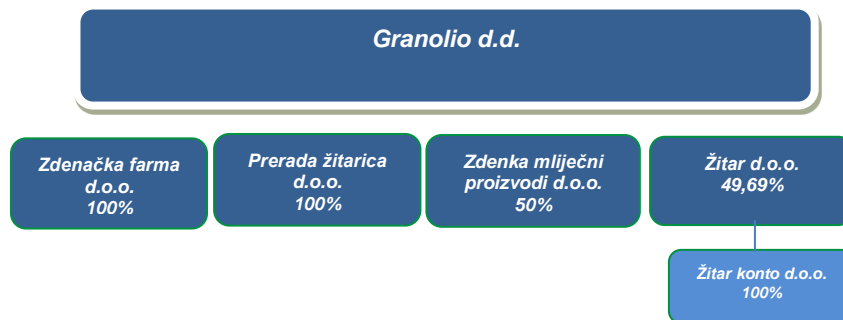 Granolio d.d.
Zdenačka farma
d.o.o.
100%
Prerada žitarica
d.o.o.
100%
Zdenka mliječni
proizvodi d.o.o.
50%
Žitar d.o.o.
49,69%
Žitar konto d.o.o.
100%